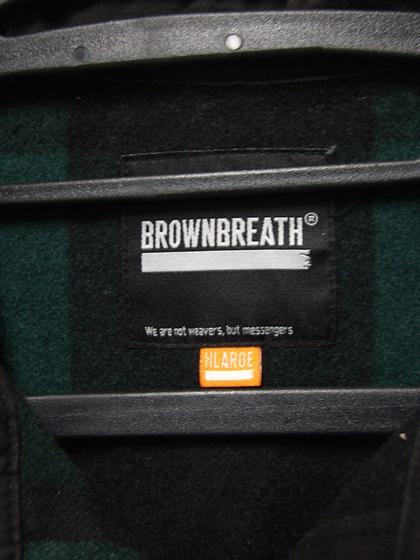 BROWNBREATH®
We are not weavers, but messengers
XLARGE